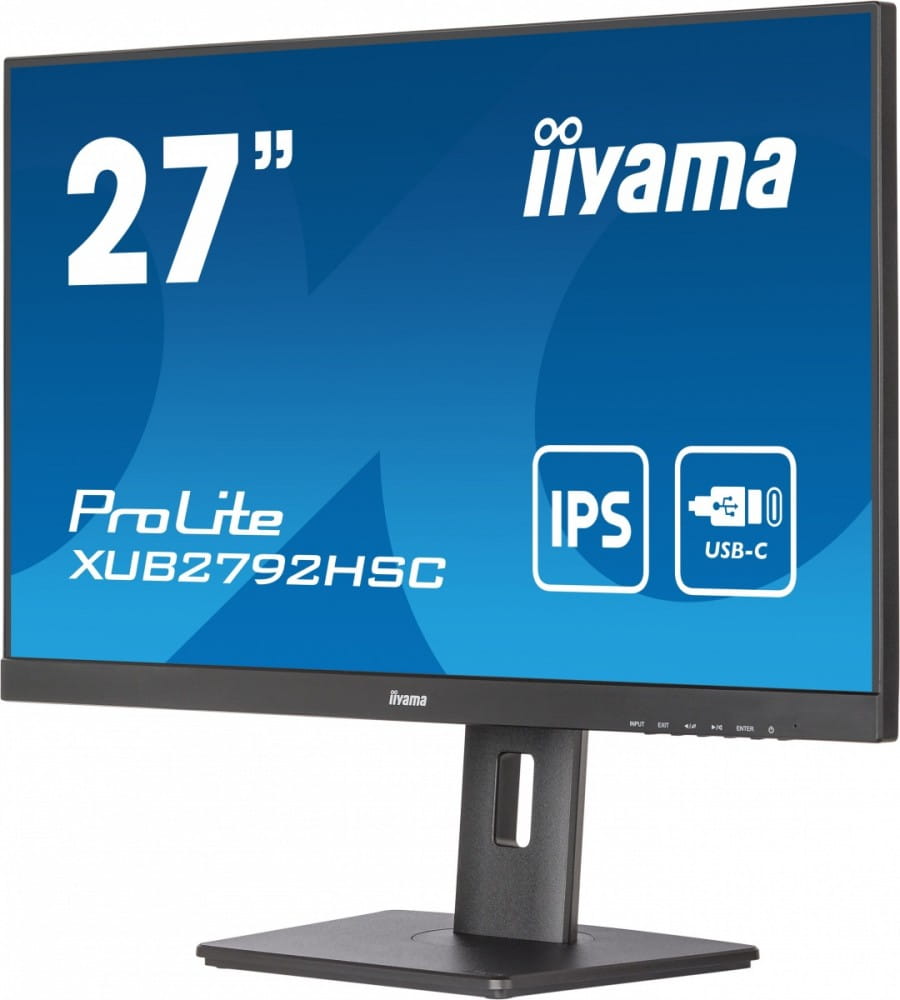 27”
iiyama
ProLite
XUB2792HSC
IPS
USB-C
iiyama
INPUT EXIT ENTER